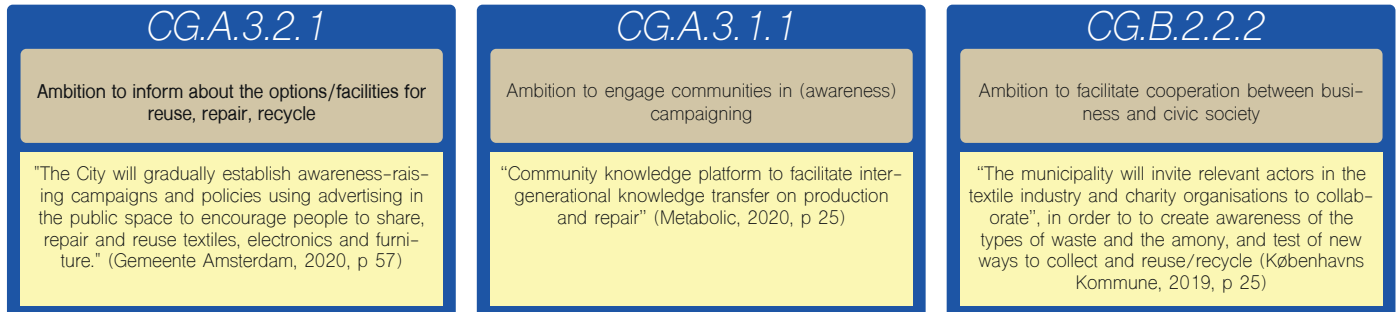 CG.A.3.2.1
Ambition to inform about the options/facilities for
reuse, repair, recycle
"The City will gradually establish awareness-rais-
ing campaigns and policies using advertising in
the public space to encourage people to share,
repair and reuse textiles, electronics and furni-
ture." (Gemeente Amsterdam, 2020, p 57)
CG.A.3.1.1
Ambition to engage communities in (awareness)
campaigning
“Community knowledge platform to facilitate inter-
generational knowledge transfer on production
and repair” (Metabolic, 2020, p 25)
CG.B.2.2.2
Ambition to facilitate cooperation between busi-
ness and civic society
“The municipality will invite relevant actors in the
textile industry and charity organisations to collab-
orate”, in order to to create awareness of the
types of waste and the amony, and test of new
ways to collect and reuse/recycle (Københavns
Kommune, 2019, p 25)